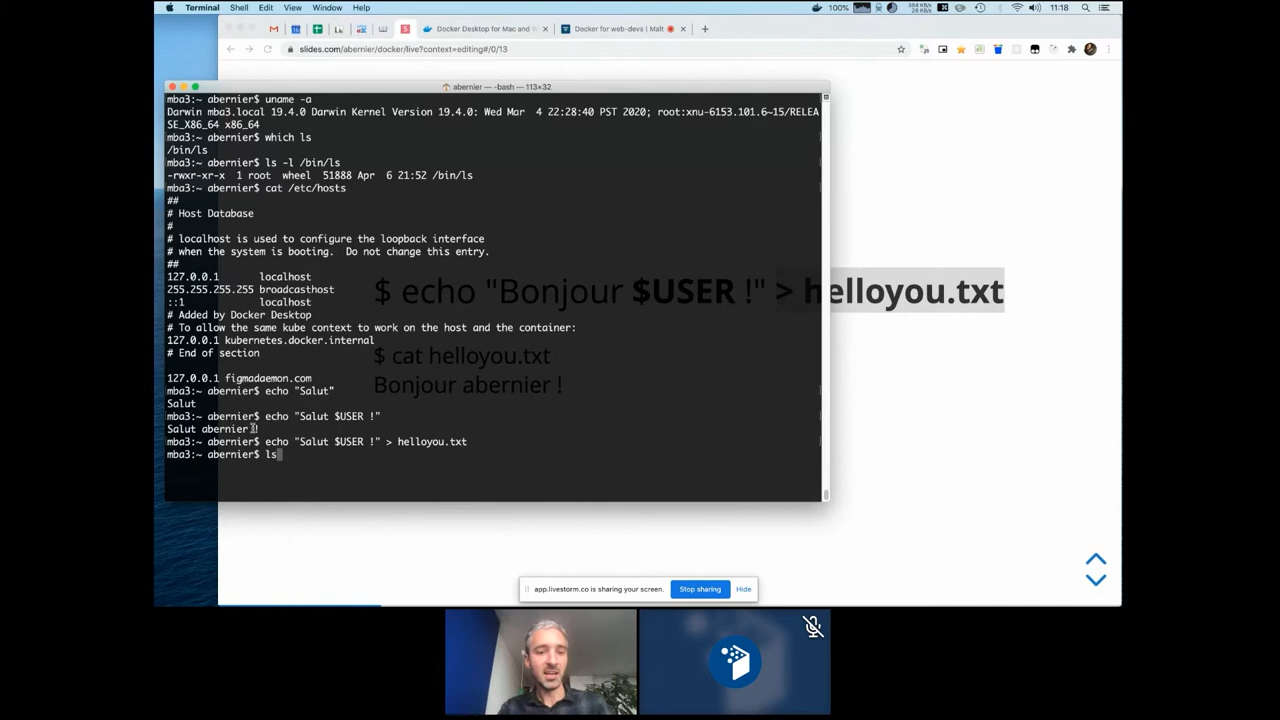 Terminal Shell Edit View Window Help
100%
11:18
Docker Desktop for Mac and
Docker for web-devs | Malt
slides.com/abernier/docker/live?context=editing#/0/13
abernier — -bash — 113×32
mba3:~ abernier$ uname -a
Darwin mba3.local 19.4.0 Darwin Kernel Version 19.4.0: Wed Mar  4 22:28:40 PST 2020; root:xnu-6153.101.6~15/RELEA
SE_X86_64 x86_64
mba3:~ abernier$ which ls
/bin/ls
mba3:~ abernier$ ls -l /bin/ls
-rwxr-xr-x  1 root  wheel  51888 Apr  6 21:52 /bin/ls
mba3:~ abernier$ cat /etc/hosts
##
# Host Database
#
# localhost is used to configure the loopback interface
# when the system is booting.  Do not change this entry.
##
127.0.0.1       localhost
255.255.255.255 broadcasthost
::1             localhost
# Added by Docker Desktop
# To allow the same kube context to work on the host and the container:
127.0.0.1 kubernetes.docker.internal
# End of section
127.0.0.1 figmadaemon.com
mba3:~ abernier$ echo "Salut"
Salut
mba3:~ abernier$ echo "Salut $USER !"
Salut abernier !
mba3:~ abernier$ echo "Salut $USER !" > helloyou.txt
mba3:~ abernier$ ls
$ echo "Bonjour $USER !" > helloyou.txt
$ cat helloyou.txt
Bonjour abernier !
app.livestorm.co is sharing your screen.
Stop sharing
Hide